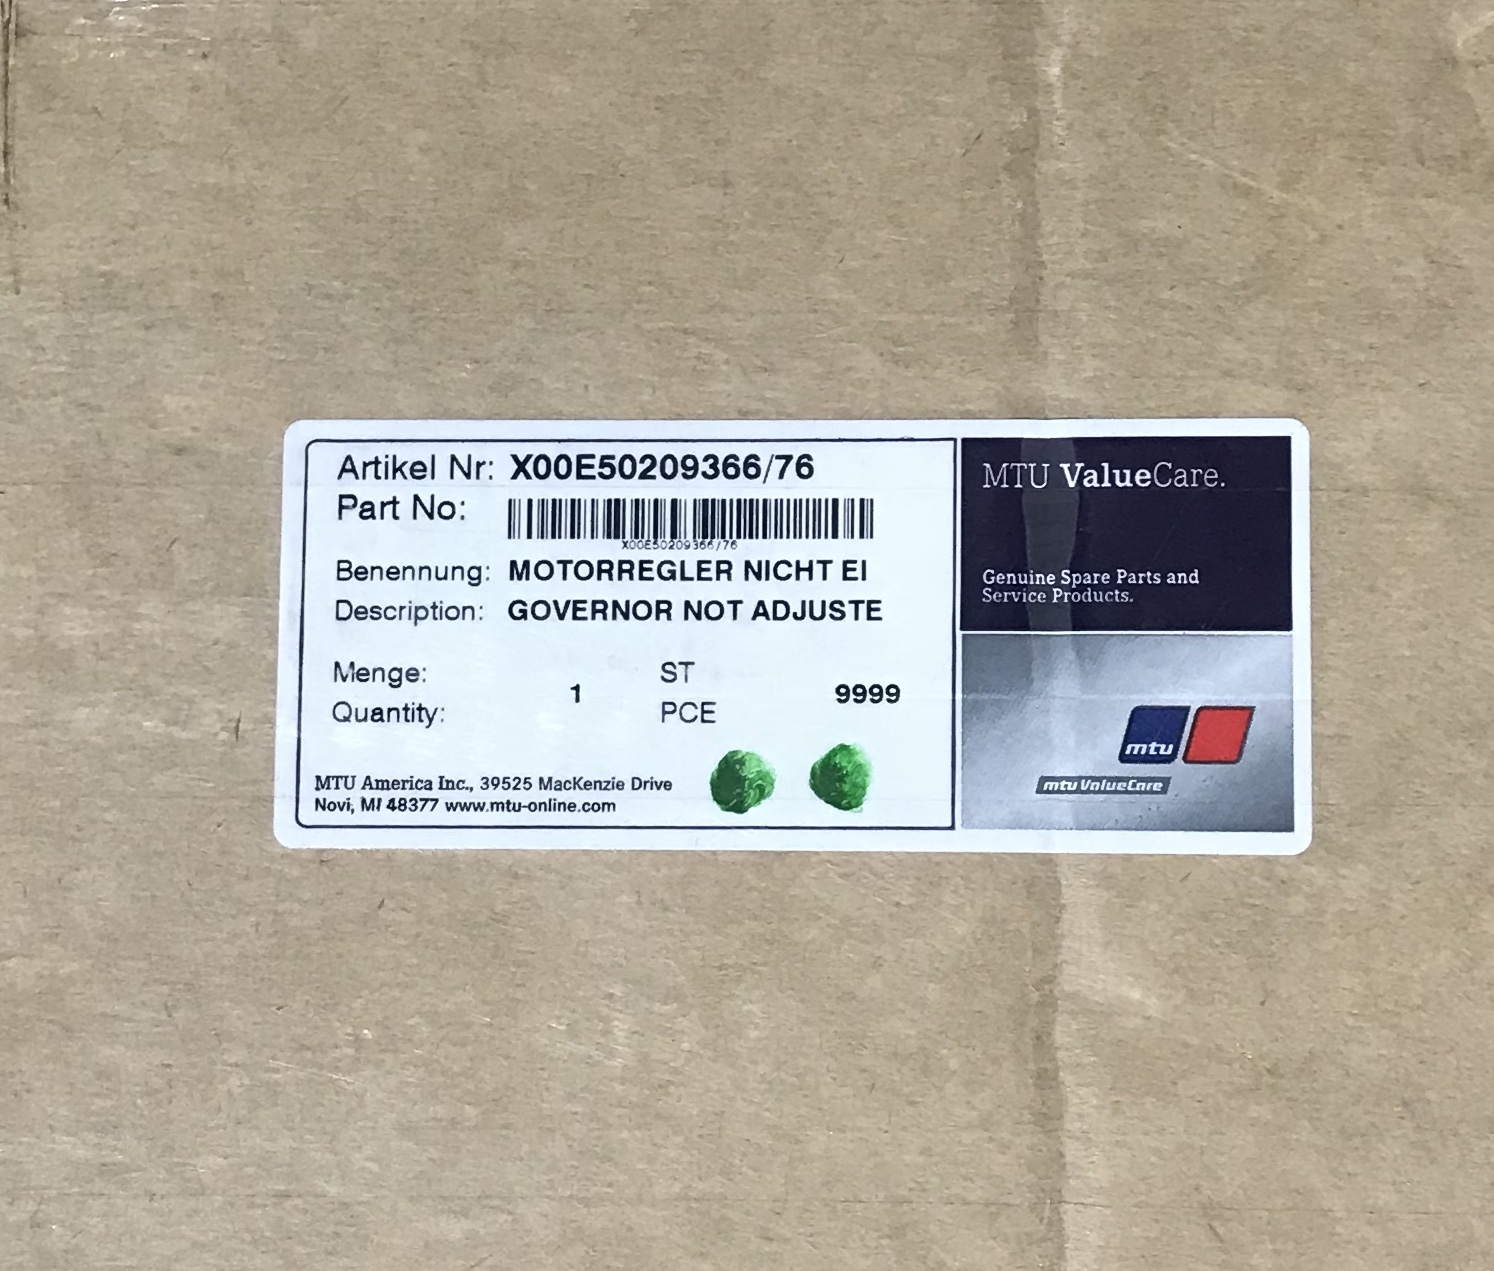 Artikel Nr: X00E50209366/76
Part No:
X00E50209366/76
Benennung: MOTORREGLER NICHT EI
Description: GOVERNOR NOT ADJUSTE
Menge: ST
1 9999
Quantity: PCE
MTU America Inc., 39525 MacKenzie Drive
Novi, MI 48377 www.mtu-online.com
MTU ValueCare.
Genuine Spare Parts and
Service Products.
mtu
mtu ValueCare